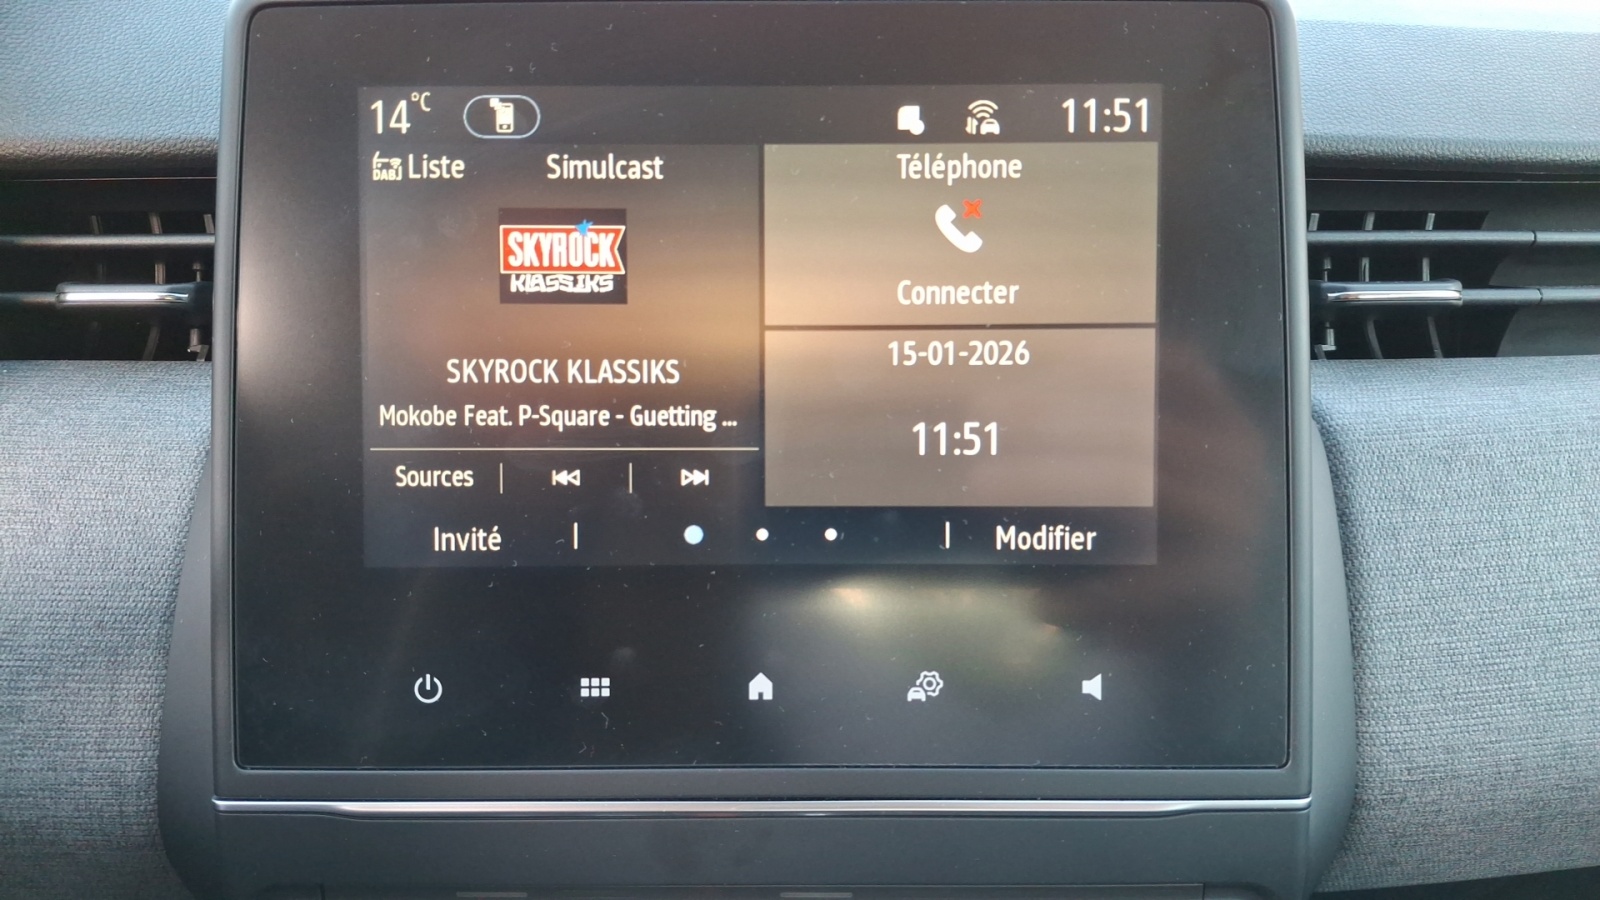 14°C
11:51
DAB Liste
Simulcast
SKYROCK
KLASSIKS
SKYROCK KLASSIKS
Mokobe Feat. P-Square - Guetting ...
Sources
Téléphone
Connecter
15-01-2026
11:51
Invité
Modifier